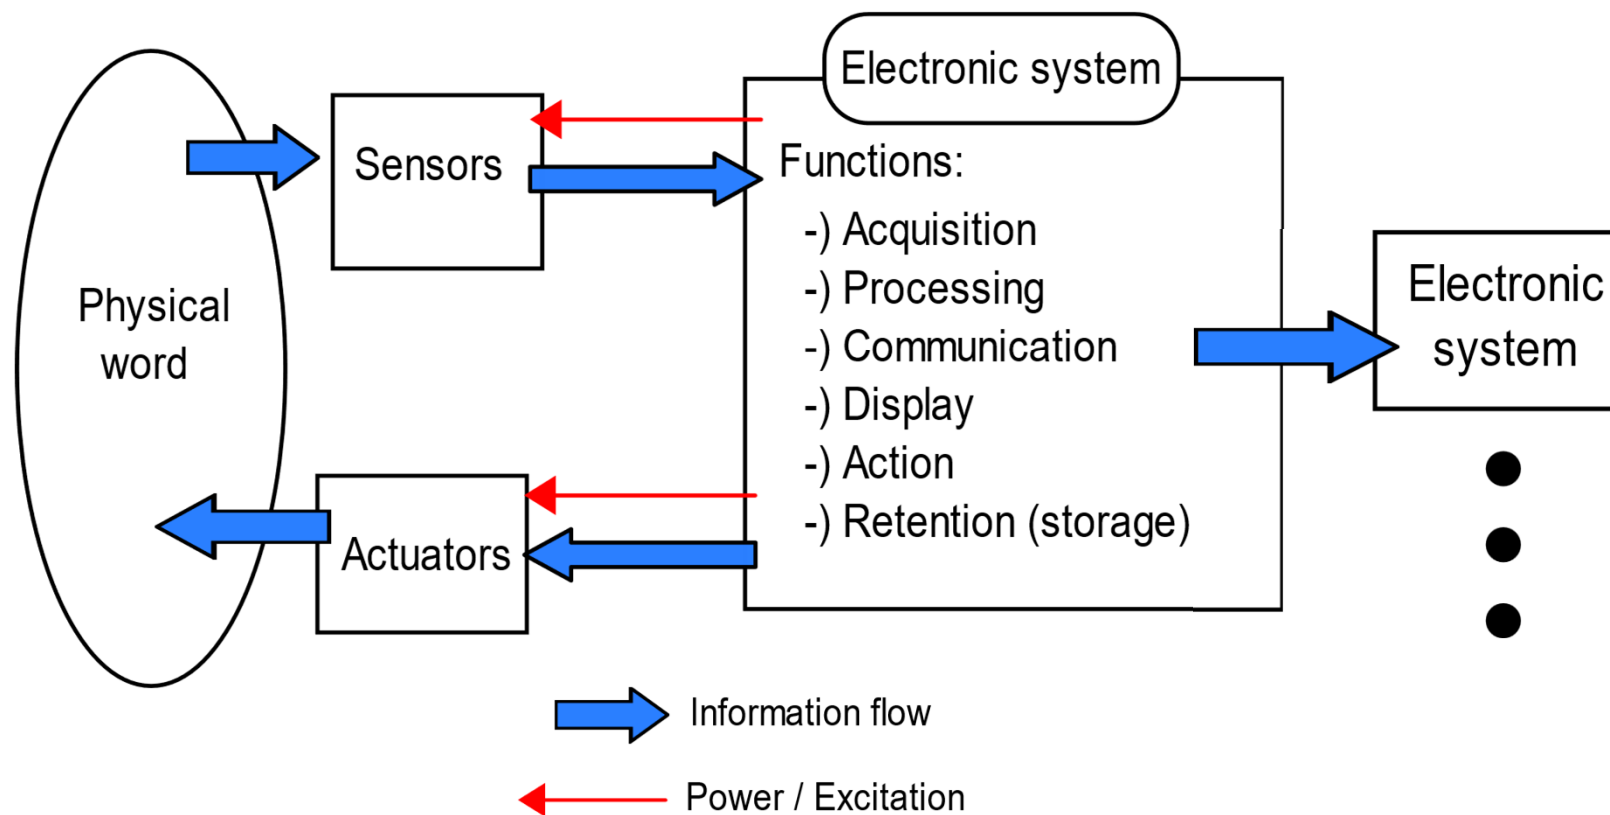 Electronic system
Sensors
Functions:
-) Acquisition
-) Processing
-) Communication
-) Display
-) Action
-) Retention (storage)
Physical
word
Electronic
system
Actuators
Information flow
Power / Excitation